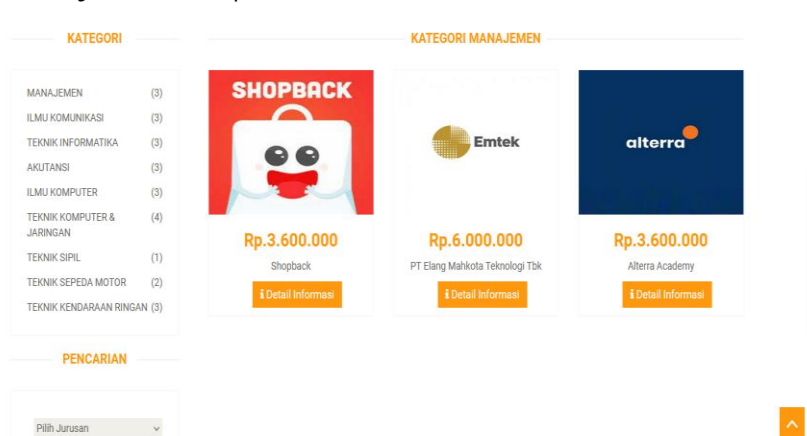 KATEGORI
MANAJEMEN (3)
ILMU KOMUNIKASI (3)
TEKNIK INFORMATIKA (3)
AKUTANSI (3)
ILMU KOMPUTER (3)
TEKNIK KOMPUTER & (4)
JARINGAN
TEKNIK SIPIL (1)
TEKNIK SEPEDA MOTOR (2)
TEKNIK KENDARAAN RINGAN (3)
PENCARIAN
Pilih Jurusan
KATEGORI MANAJEMEN
SHOPBACK
Rp.3.600.000
Shopback
Detail Informasi
Emtek
Rp.6.000.000
PT Elang Mahkota Teknologi Tbk
Detail Informasi
alterra
Rp.3.600.000
Alterra Academy
Detail Informasi